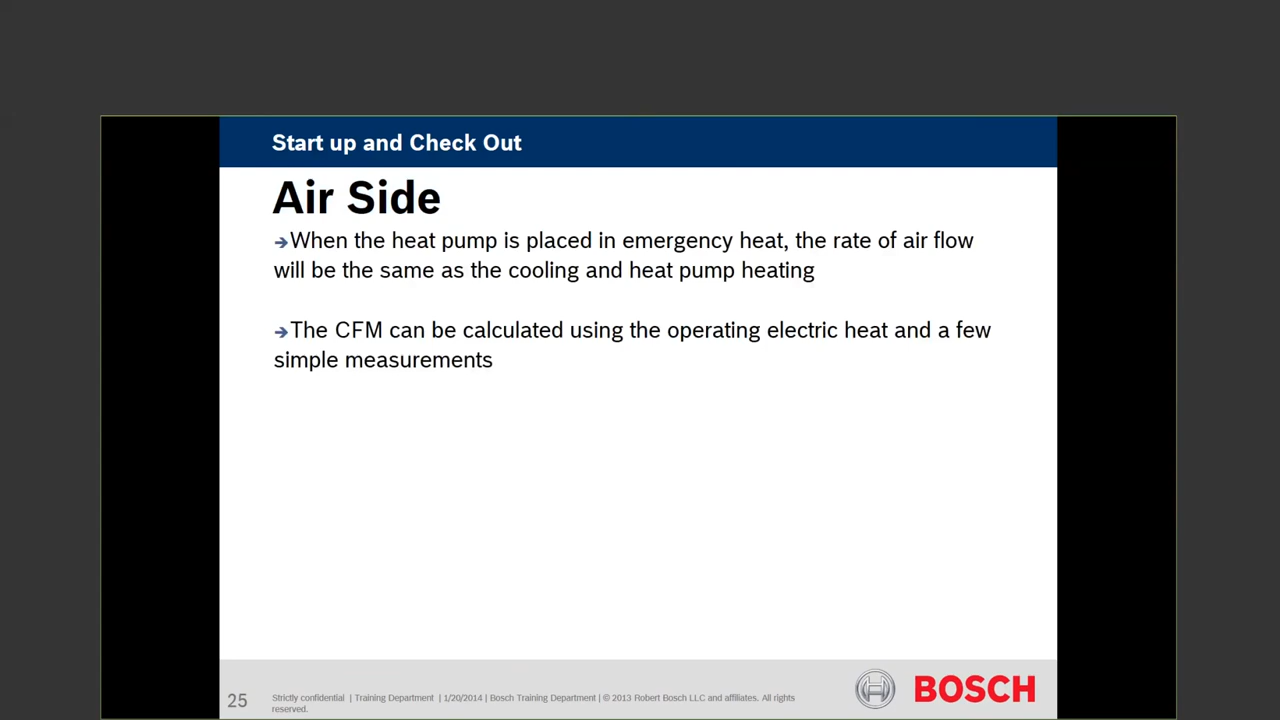 Start up and Check Out
Air Side
→When the heat pump is placed in emergency heat, the rate of air flow
will be the same as the cooling and heat pump heating
→The CFM can be calculated using the operating electric heat and a few
simple measurements
25
Strictly confidential | Training Department | 1/20/2014 | Bosch Training Department | © 2013 Robert Bosch LLC and affiliates. All rights
reserved.
BOSCH